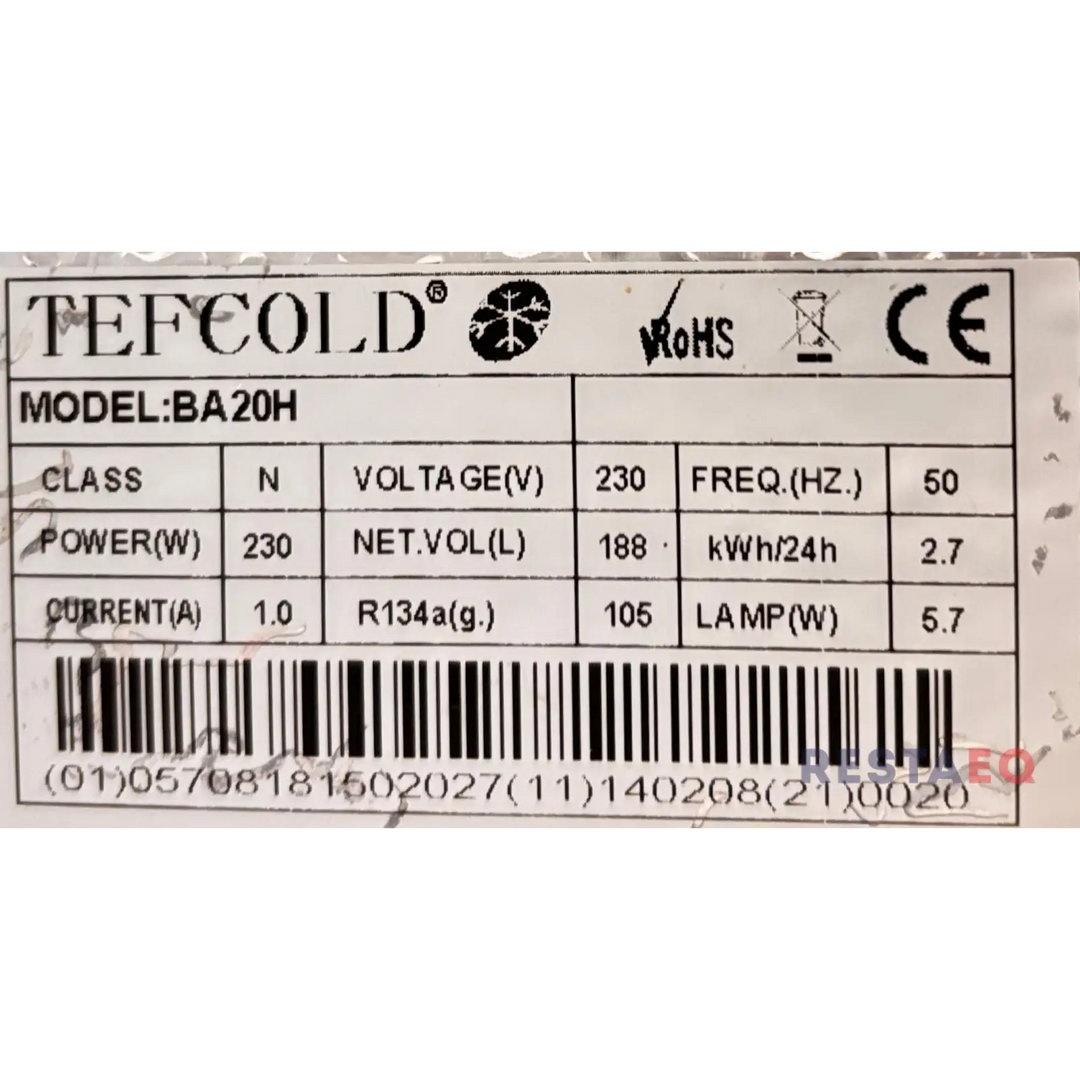 TEFCOLD® RoHS CE
MODEL:BA20H
CLASS N VOLTAGE(V) 230 FREQ.(HZ.) 50
POWER(W) 230 NET.VOL(L) 188 kWh/24h 2.7
CURRENT(A) 1.0 R134a(g.) 105 LAMP(W) 5.7
RESTAEQ
(01)05708181502027(11)140208(21)0020